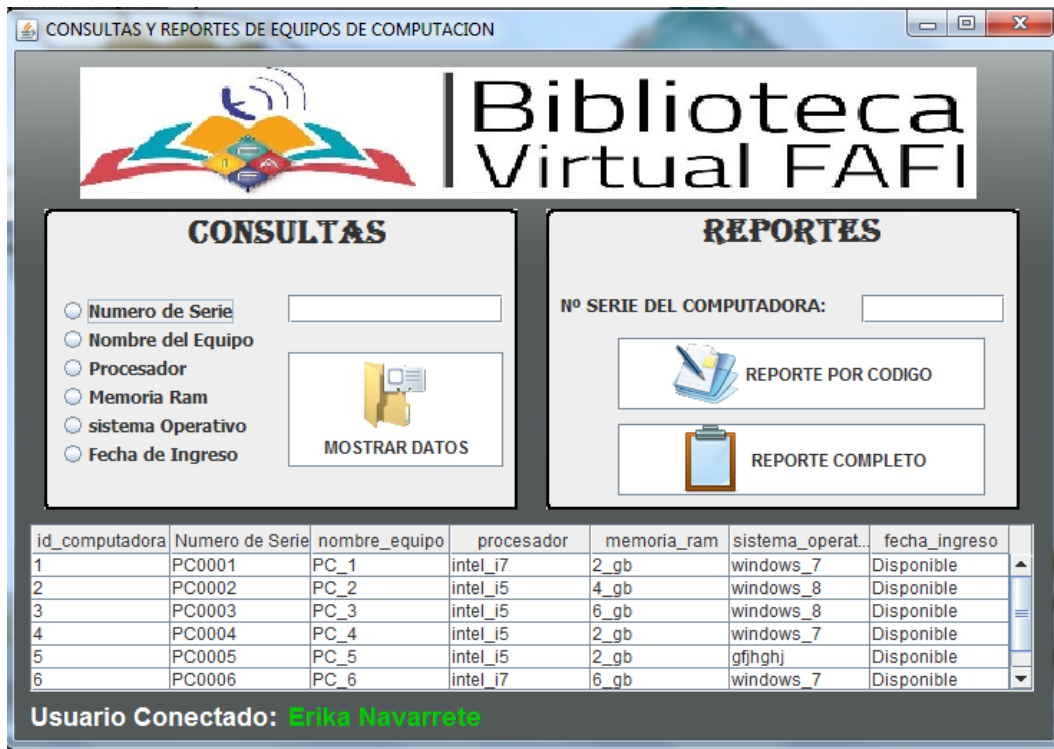 CONSULTAS Y REPORTES DE EQUIPOS DE COMPUTACION
Biblioteca
Virtual FAFI
CONSULTAS
Numero de Serie
Nombre del Equipo
Procesador
Memoria Ram
sistema Operativo
Fecha de Ingreso
MOSTRAR DATOS
REPORTES
Nº SERIE DEL COMPUTADORA:
REPORTE POR CODIGO
REPORTE COMPLETO
id_computadora Numero de Serie nombre_equipo procesador memoria_ram sistema_operat... fecha_ingreso
1 PC0001 PC_1 intel_i7 2_gb windows_7 Disponible
2 PC0002 PC_2 intel_i5 4_gb windows_8 Disponible
3 PC0003 PC_3 intel_i5 6_gb windows_8 Disponible
4 PC0004 PC_4 intel_i5 2_gb windows_7 Disponible
5 PC0005 PC_5 intel_i5 2_gb gfjhghj Disponible
6 PC0006 PC_6 intel_i7 6_gb windows_7 Disponible
Usuario Conectado: Erika Navarrete